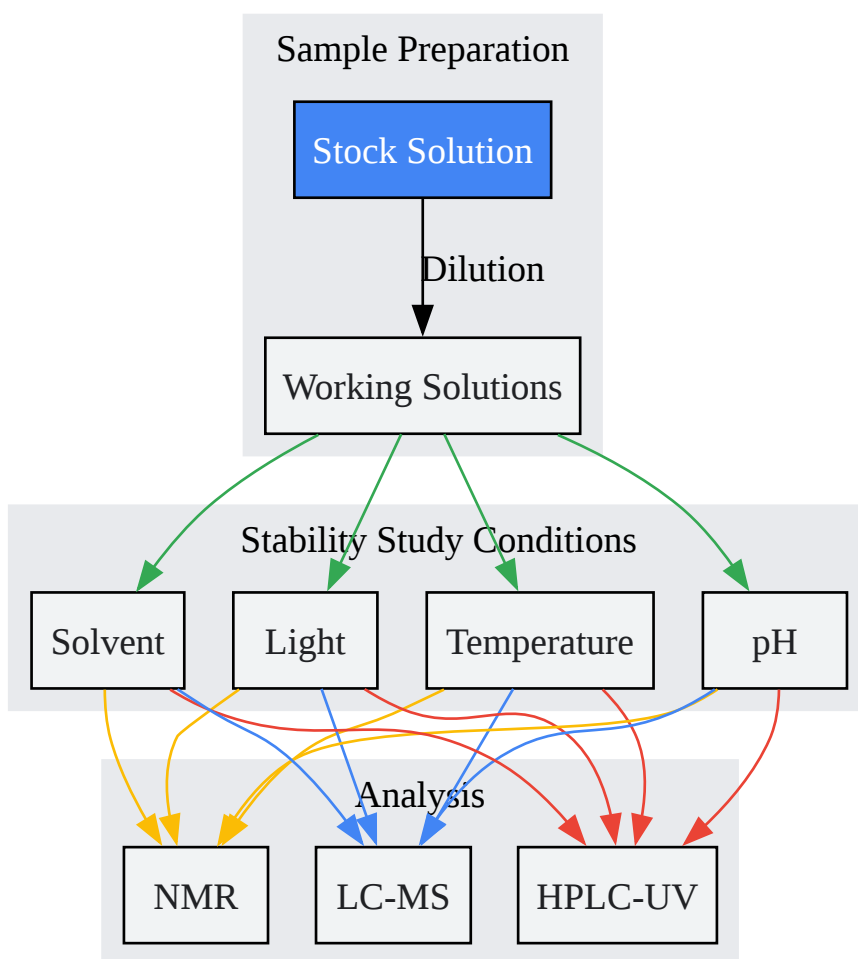 Sample Preparation
Stock Solution
Dilution
Working Solutions
Stability Study Conditions
Solvent
Light
Temperature
pH
Analysis
NMR
LC-MS
HPLC-UV